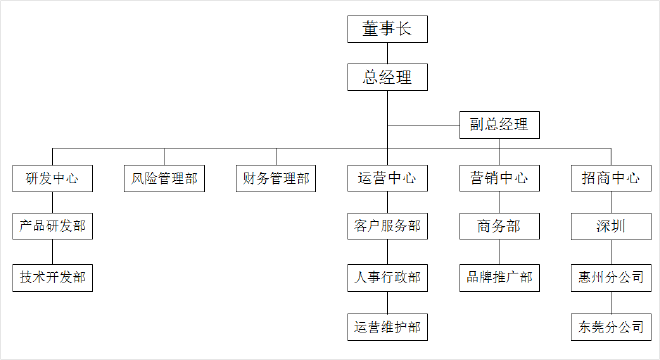 董事长
总经理
副总经理
研发中心 风险管理部 财务管理部 运营中心 营销中心 招商中心
产品研发部 客户服务部 商务部 深圳
技术开发部 人事行政部 品牌推广部 惠州分公司
运营维护部 东莞分公司